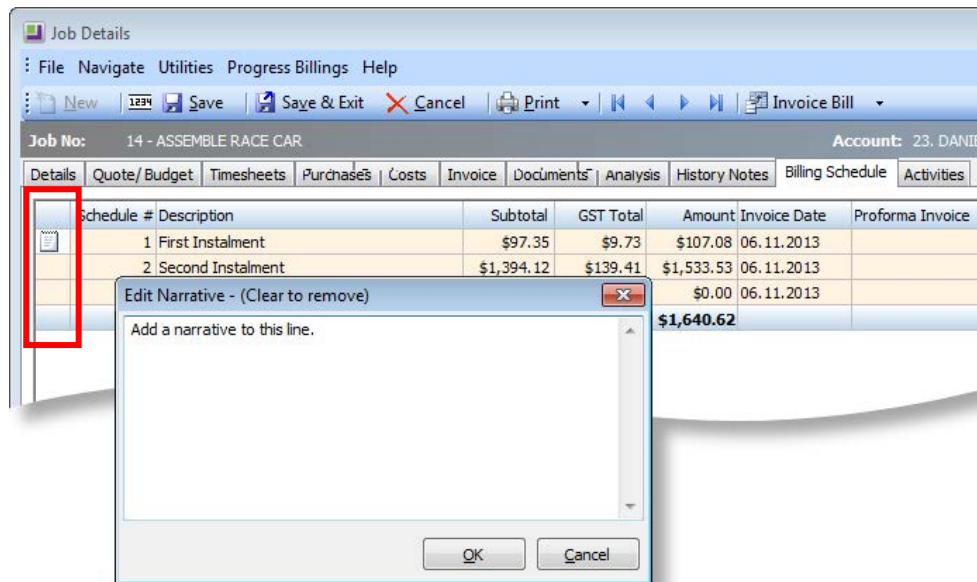 Job Details
File Navigate Utilities Progress Billings Help
New 1234 Save Save & Exit Cancel Print Invoice Bill
Job No: 14 - ASSEMBLE RACE CAR Account: 23. DANIE
Details Quote/Budget Timesheets Purchases Costs Invoice Documents Analysis History Notes Billing Schedule Activities
Schedule # Description Subtotal GST Total Amount Invoice Date Proforma Invoice
1 First Instalment $97.35 $9.73 $107.08 06.11.2013
2 Second Instalment $1,394.12 $139.41 $1,533.53 06.11.2013
Edit Narrative - (Clear to remove) $0.00 06.11.2013
Add a narrative to this line. $1,640.62
OK Cancel